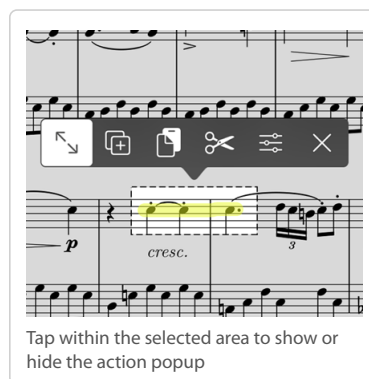 p
cresc.
3
Tap within the selected area to show or
hide the action popup